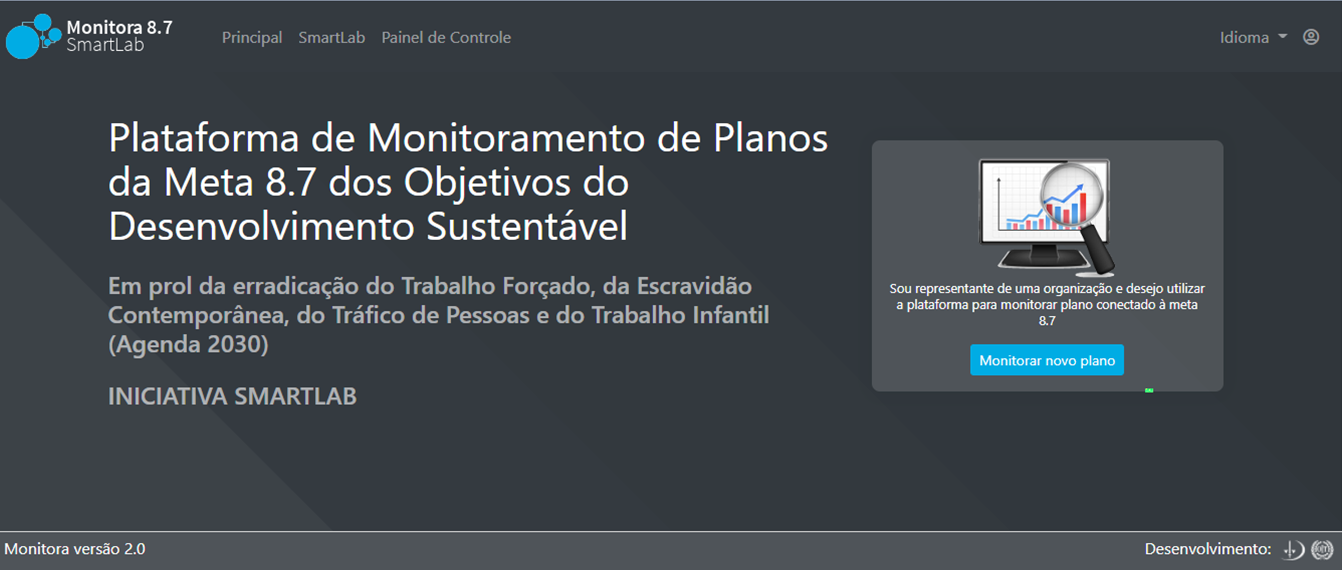 Monitora 8.7
SmartLab
Principal SmartLab Painel de Controle
Idioma
Plataforma de Monitoramento de Planos
da Meta 8.7 dos Objetivos do
Desenvolvimento Sustentável
Em prol da erradicação do Trabalho Forçado, da Escravidão
Contemporânea, do Tráfico de Pessoas e do Trabalho Infantil
(Agenda 2030)
INICIATIVA SMARTLAB
Sou representante de uma organização e desejo utilizar
a plataforma para monitorar plano conectado à meta
8.7
Monitorar novo plano
Monitora versão 2.0
Desenvolvimento: